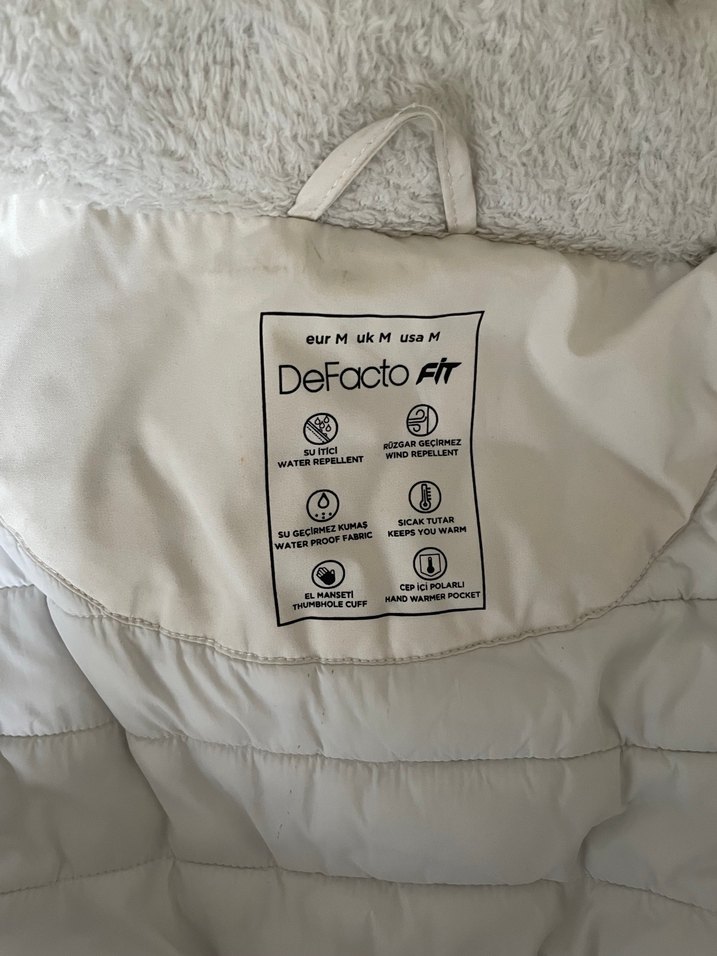 eur M uk M usa M
DeFacto FİT
SU İTİCİ
WATER REPELLENT
RÜZGAR GEÇİRMEZ
WIND REPELLENT
SU GEÇİRMEZ KUMAŞ
WATER PROOF FABRIC
SICAK TUTAR
KEEPS YOU WARM
EL MANŞETİ
THUMBHOLE CUFF
CEP İÇİ POLARLI
HAND WARMER POCKET